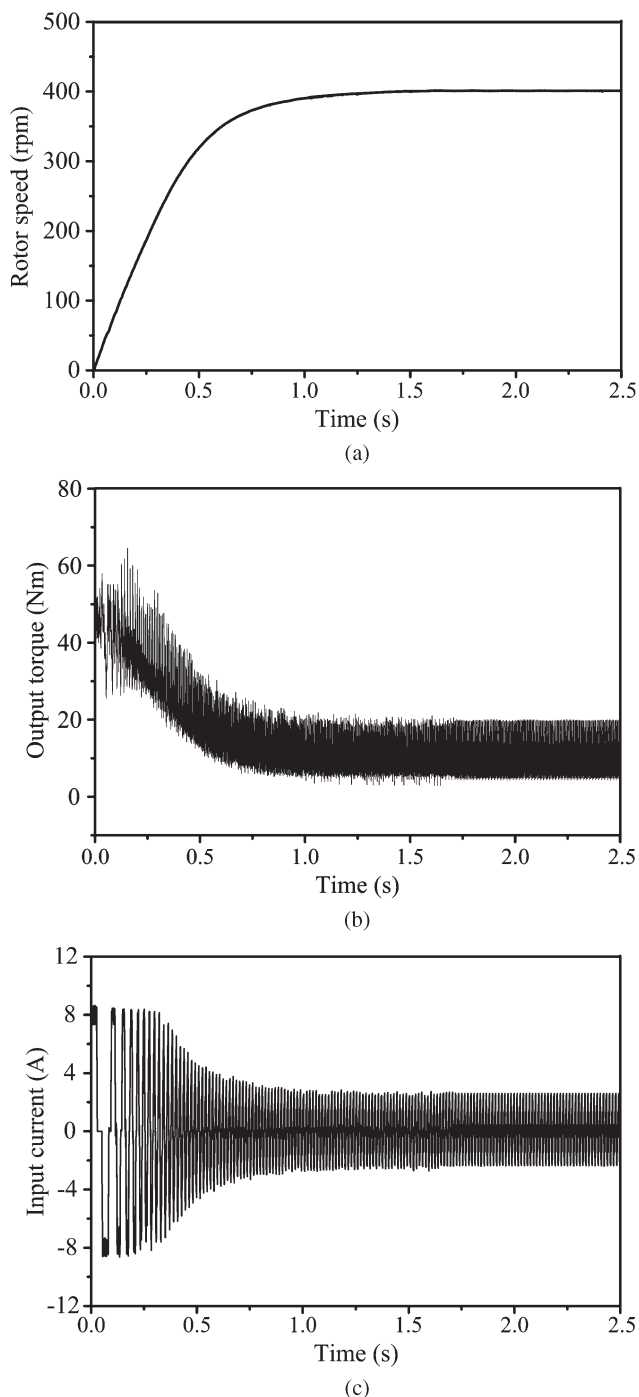 500
400
300
200
100
0
Rotor speed (rpm)
0.0 0.5 1.0 1.5 2.0 2.5
Time (s)
(a)
80
60
40
20
0
Output torque (Nm)
0.0 0.5 1.0 1.5 2.0 2.5
Time (s)
(b)
12
8
4
0
-4
-8
-12
Input current (A)
0.0 0.5 1.0 1.5 2.0 2.5
Time (s)
(c)